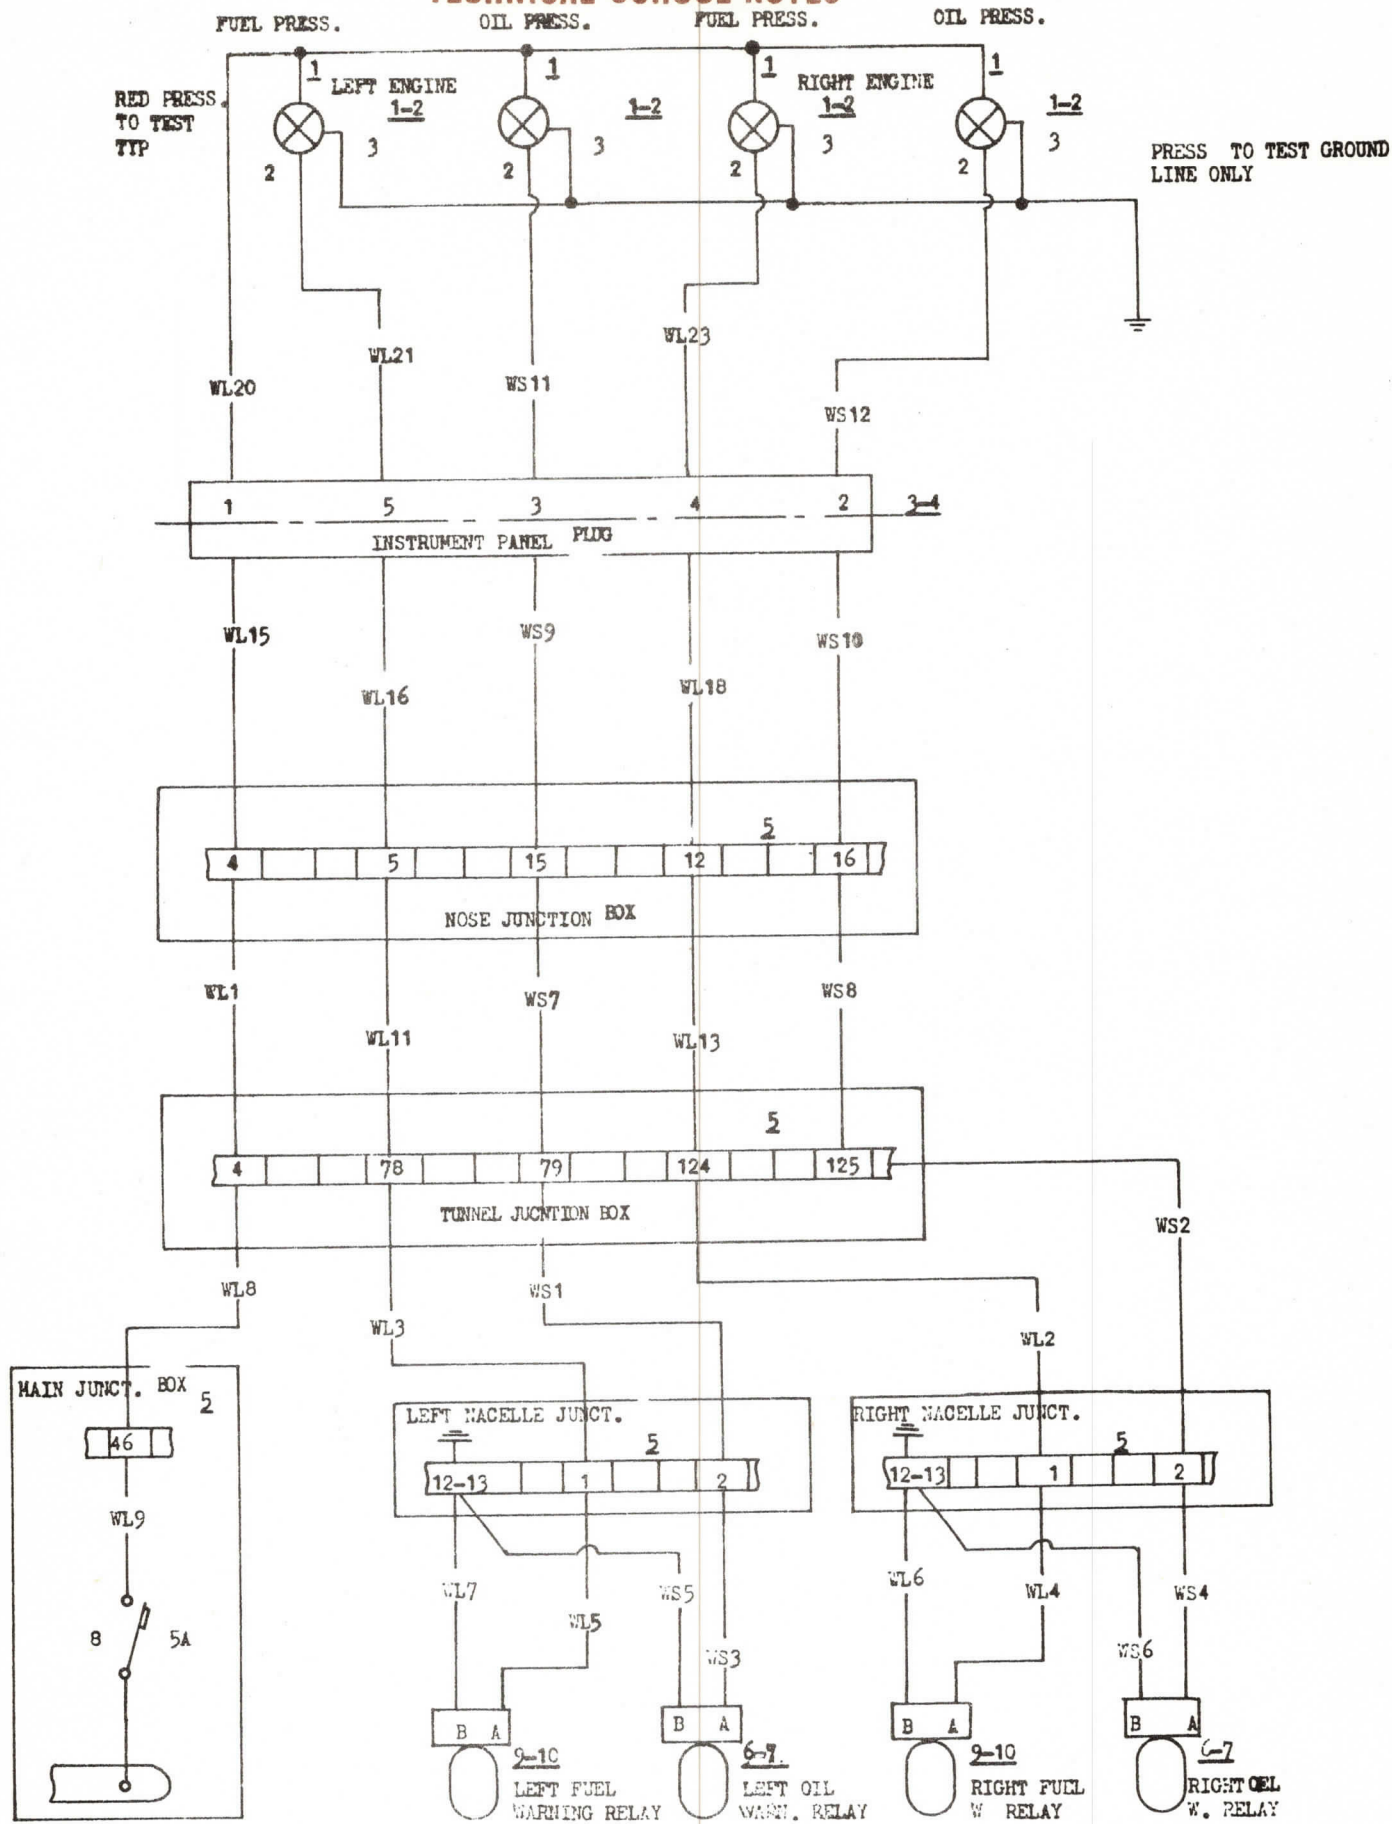 TECHNICAL SCHOOL NOTES
FUEL PRESS.
OIL PRESS.
FUEL PRESS.
OIL PRESS.
1
1
1
1
LEFT ENGINE
RIGHT ENGINE
RED PRESS.
TO TEST
TYP
1-2
1-2
1-2
1-2
3
3
3
3
2
2
2
2
PRESS TO TEST GROUND
LINE ONLY
WL20
WL21
WS11
WL23
WS12
1
5
3
4
2
3-4
INSTRUMENT PANEL PLUG
WL15
WL16
WS9
WL18
WS10
5
4
5
15
12
16
NOSE JUNCTION BOX
WL1
WL11
WS7
WL13
WS8
5
4
78
79
124
125
TUNNEL JUCNTION BOX
WS2
WL8
WL3
WS1
WL2
MAIN JUNCT. BOX
5
46
WL9
8
5A
LEFT NACELLE JUNCT.
5
12-13
1
2
RIGHT NACELLE JUNCT.
5
12-13
1
2
WL7
WL5
WS5
WS3
WL6
WL4
WS6
WS4
B A
B A
B A
B A
9-10
LEFT FUEL
WARNING RELAY
6-7.
LEFT OIL
WARN. RELAY
9-10
RIGHT FUEL
W RELAY
6-7
RIGHT OEL
W. RELAY